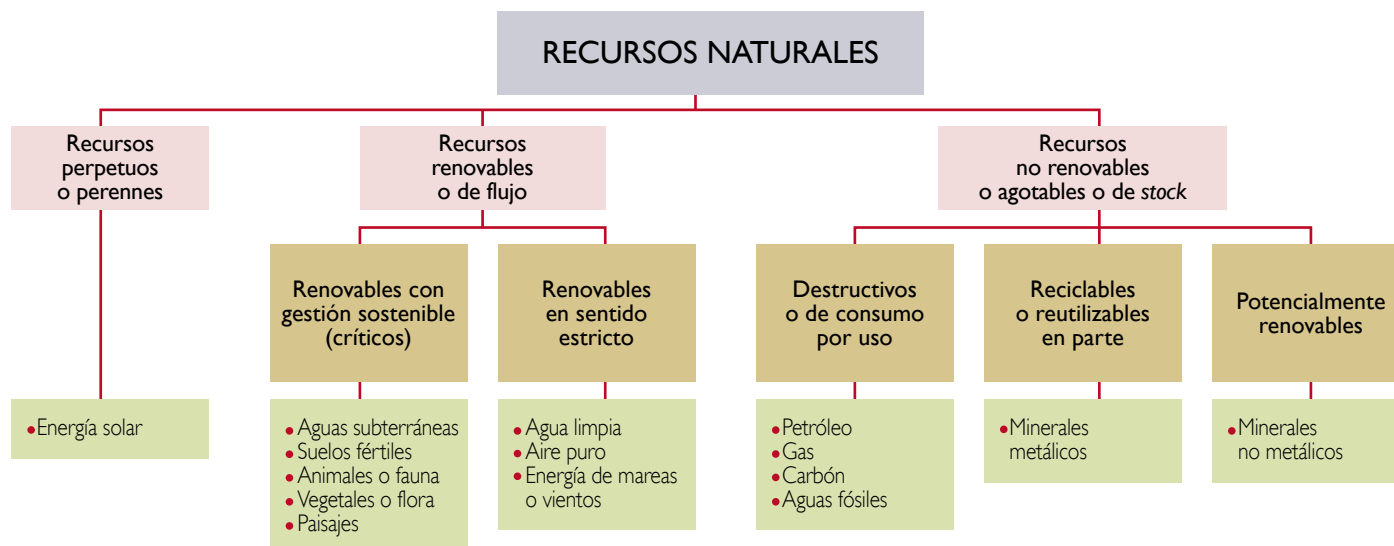 RECURSOS NATURALES
Recursos
perpetuos
o perennes
Recursos
renovables
o de flujo
Recursos
no renovables
o agotables o de stock
Renovables con
gestión sostenible
(críticos)
Renovables
en sentido
estricto
Destructivos
o de consumo
por uso
Reciclables
o reutilizables
en parte
Potencialmente
renovables
•Energía solar
•Aguas subterráneas
•Suelos fértiles
•Animales o fauna
•Vegetales o flora
•Paisajes
•Agua limpia
•Aire puro
•Energía de mareas
o vientos
•Petróleo
•Gas
•Carbón
•Aguas fósiles
•Minerales
metálicos
•Minerales
no metálicos